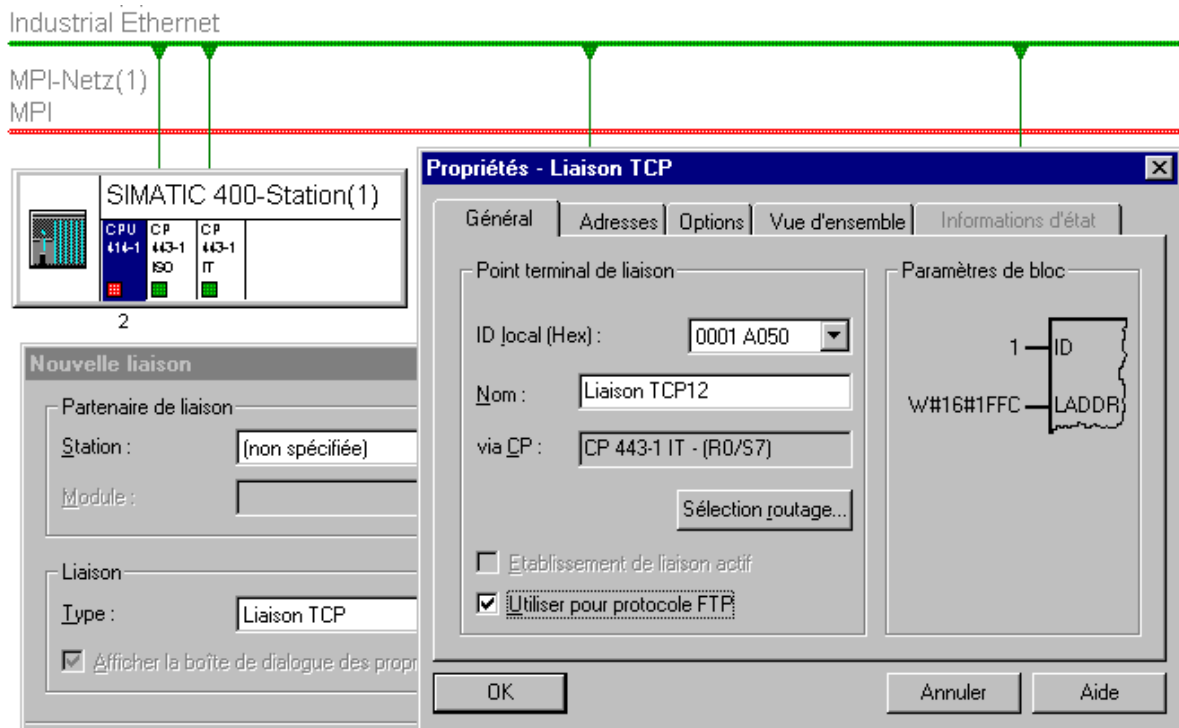 Industrial Ethernet
MPI-Netz(1)
MPI
SIMATIC 400-Station(1)
CPU CP CP
414-1 443-1 443-1
ISO IT
2
Nouvelle liaison
Partenaire de liaison
Station :
(non spécifiée)
Module :
Liaison
Type :
Liaison TCP
Afficher la boîte de dialogue des propr
Propriétés - Liaison TCP
Général Adresses Options Vue d'ensemble Informations d'état
Point terminal de liaison
ID local (Hex) :
0001 A050
Nom :
Liaison TCP12
via CP :
CP 443-1 IT - (R0/S7)
Sélection routage...
Etablissement de liaison actif
Utiliser pour protocole FTP
Paramètres de bloc
1 ID
W#16#1FFC LADDR
OK Annuler Aide